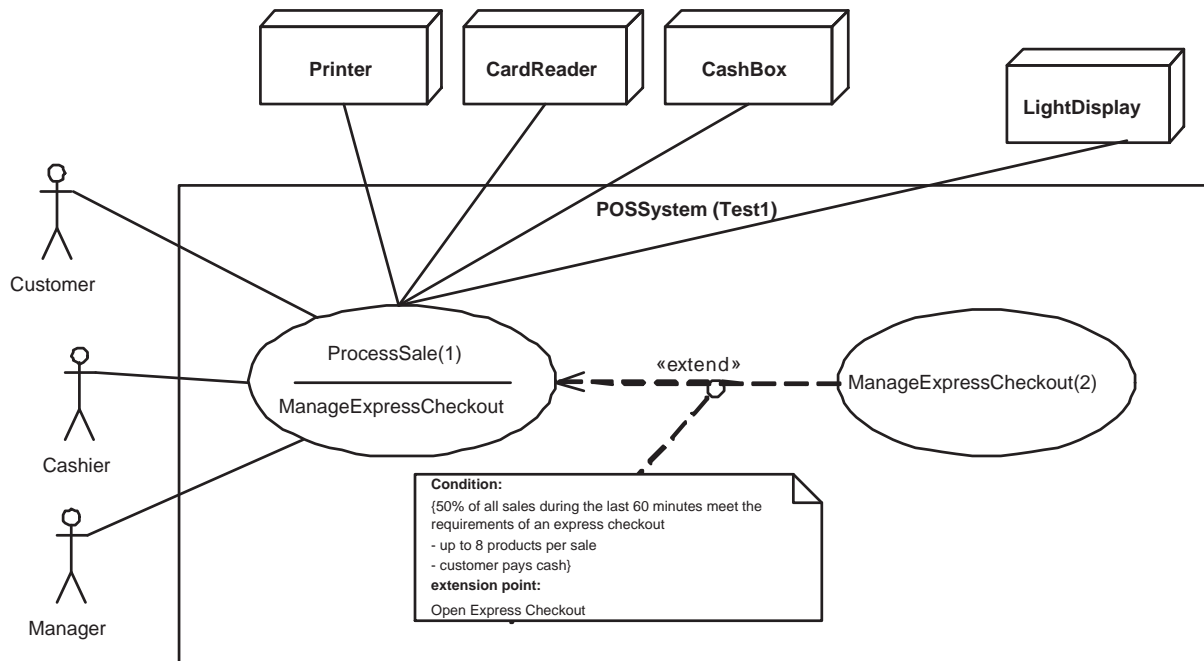 Printer
CardReader
CashBox
LightDisplay
POSSystem (Test1)
Customer
ProcessSale(1)
ManageExpressCheckout
«extend»
ManageExpressCheckout(2)
Cashier
Condition:
{50% of all sales during the last 60 minutes meet the
requirements of an express checkout
- up to 8 products per sale
- customer pays cash}
extension point:
Open Express Checkout
Manager